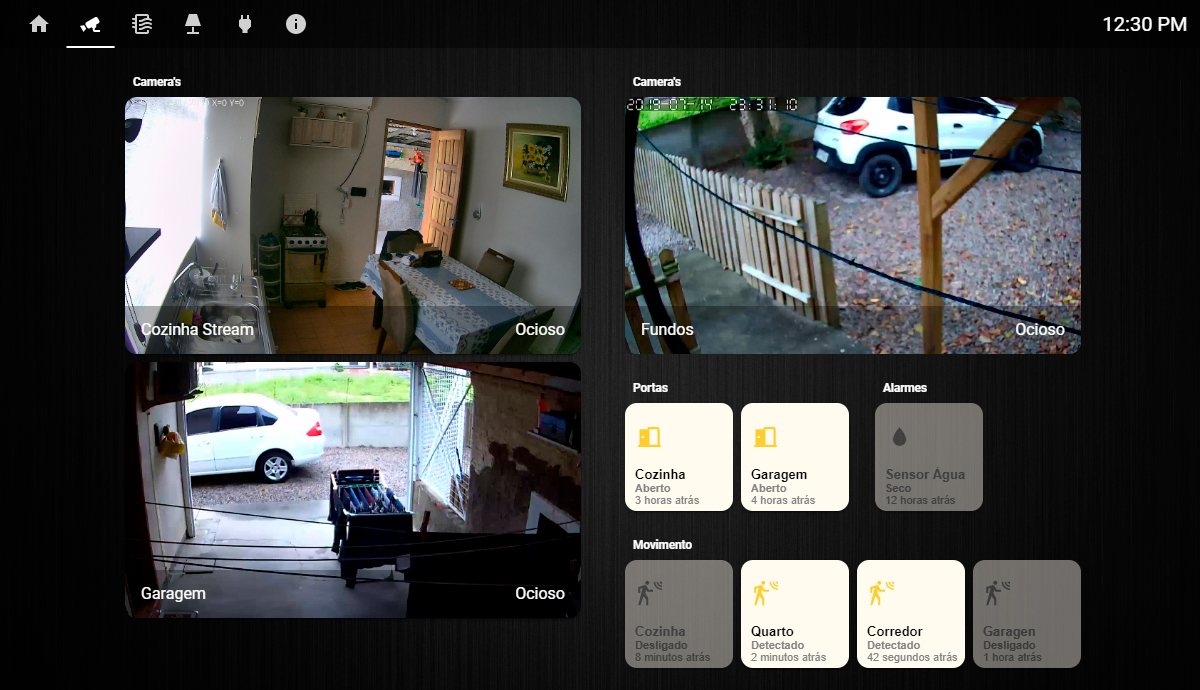 12:30 PM
Camera's
Camera's
X=0 Y=0
2019-07-14 23:31:10
Cozinha Stream
Ocioso
Fundos
Ocioso
Garagem
Ocioso
Portas
Alarmes
Cozinha
Aberto
3 horas atrás
Garagem
Aberto
4 horas atrás
Sensor Água
Seco
12 horas atrás
Movimento
Cozinha
Desligado
8 minutos atrás
Quarto
Detectado
2 minutos atrás
Corredor
Detectado
42 segundos atrás
Garagen
Desligado
1 hora atrás